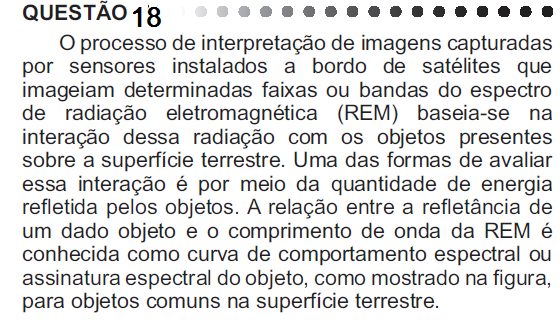 QUESTÃO 18
O processo de interpretação de imagens capturadas
por sensores instalados a bordo de satélites que
imageiam determinadas faixas ou bandas do espectro
de radiação eletromagnética (REM) baseia-se na
interação dessa radiação com os objetos presentes
sobre a superfície terrestre. Uma das formas de avaliar
essa interação é por meio da quantidade de energia
refletida pelos objetos. A relação entre a refletância de
um dado objeto e o comprimento de onda da REM é
conhecida como curva de comportamento espectral ou
assinatura espectral do objeto, como mostrado na figura,
para objetos comuns na superfície terrestre.